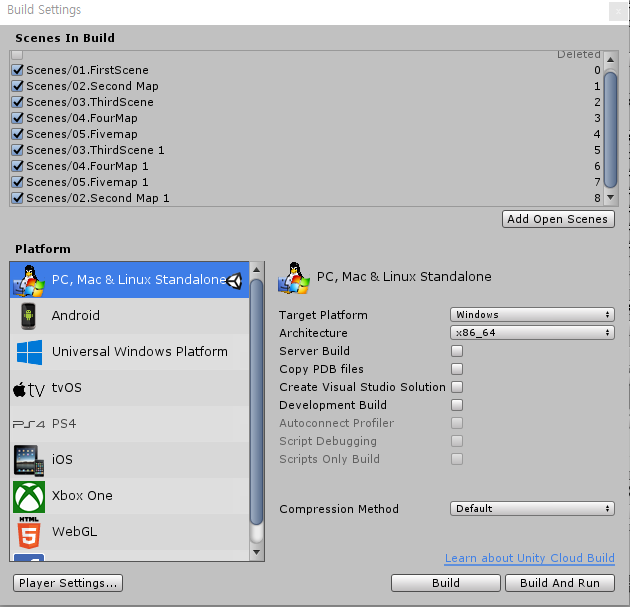 Build Settings
Scenes In Build
Deleted
Scenes/01.FirstScene 0
Scenes/02.Second Map 1
Scenes/03.ThirdScene 2
Scenes/04.FourMap 3
Scenes/05.Fivemap 4
Scenes/03.ThirdScene 1 5
Scenes/04.FourMap 1 6
Scenes/05.Fivemap 1 7
Scenes/02.Second Map 1 8
Add Open Scenes
Platform
PC, Mac & Linux Standalone
Android
Universal Windows Platform
tv tvOS
PS4 PS4
iOS
Xbox One
HTML
5 WebGL
PC, Mac & Linux Standalone
Target Platform Windows
Architecture x86_64
Server Build
Copy PDB files
Create Visual Studio Solution
Development Build
Autoconnect Profiler
Script Debugging
Scripts Only Build
Compression Method Default
Learn about Unity Cloud Build
Player Settings...
Build
Build And Run